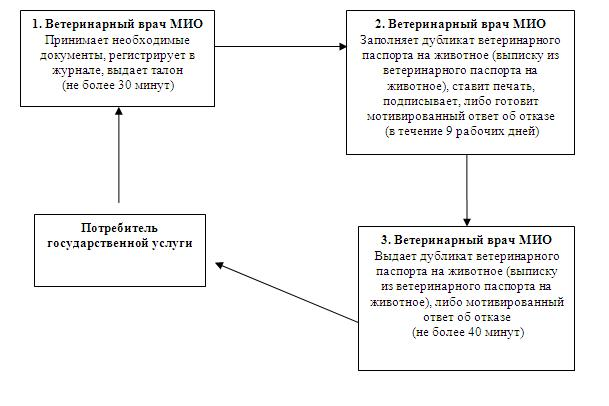 1. Ветеринарный врач МИО
Принимает необходимые
документы, регистрирует в
журнале, выдает талон
(не более 30 минут)
2. Ветеринарный врач МИО
Заполняет дубликат ветеринарного
паспорта на животное (выписку из
ветеринарного паспорта на
животное), ставит печать,
подписывает, либо готовит
мотивированный ответ об отказе
(в течение 9 рабочих дней)
3. Ветеринарный врач МИО
Выдает дубликат ветеринарного
паспорта на животное (выписку
из ветеринарного паспорта на
животное), либо мотивированный
ответ об отказе
(не более 40 минут)
Потребитель
государственной услуги